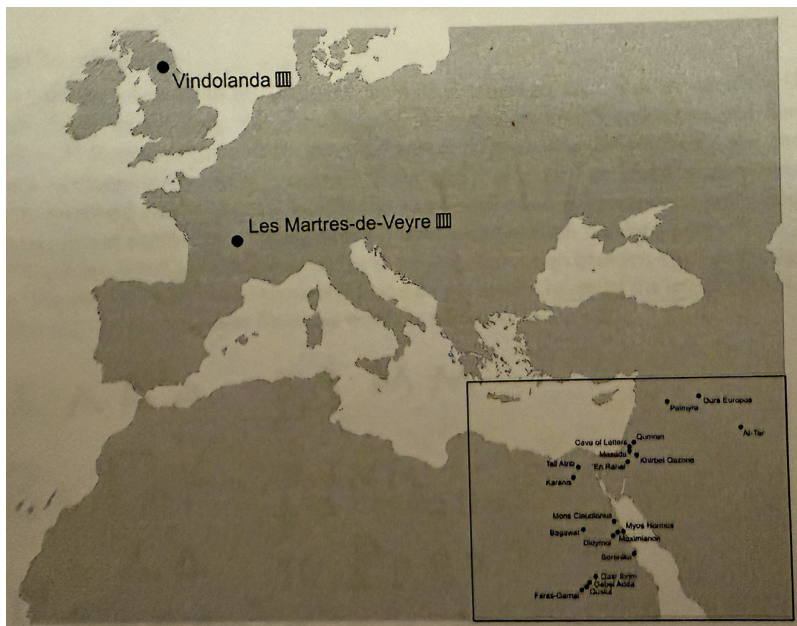 Vindolanda
Les Martres-de-Veyre
Dura Europos
Palmyra
Al-Tar
Qumran
Cave of Letters
Masada
Khirbet Qazone
'En Rahel
Tall Atrib
Karanis
Mons Claudianus
Myos Hormos
Bagawat
Maximianon
Didymoi
Berenike
Qasr Ibrim
Gebel Adda
Qustul
Faras-Gamai